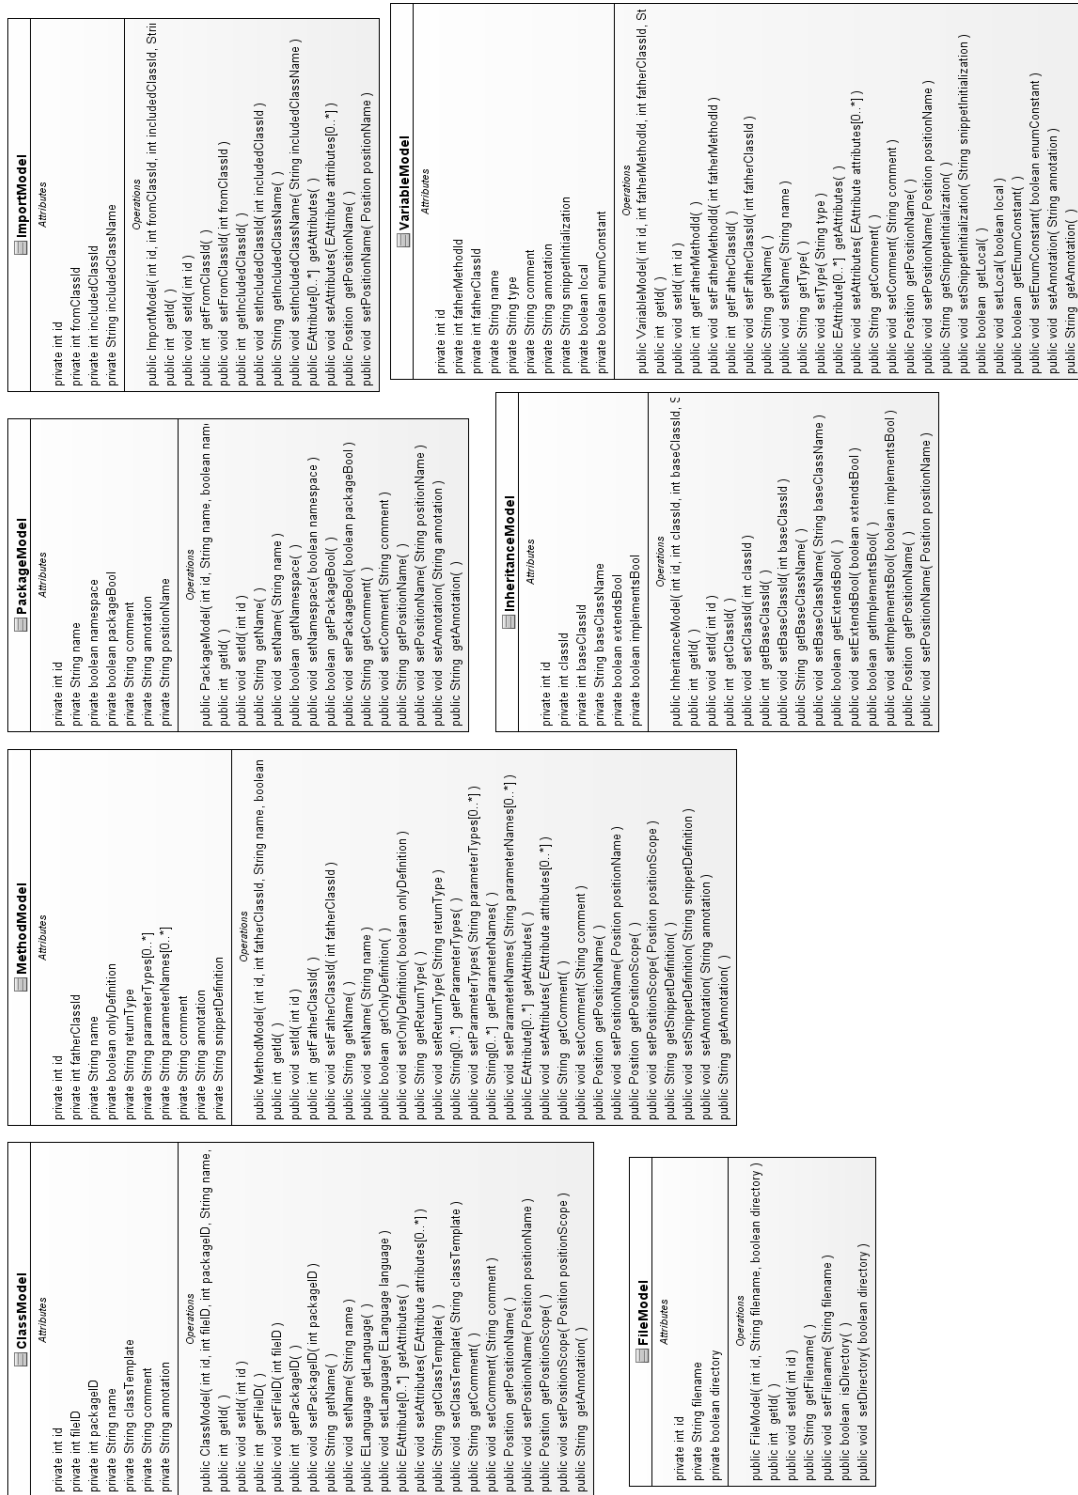 ClassModel
Attributes
private int id
private int fileID
private int packageID
private String name
private String classTemplate
private String comment
private String annotation
Operations
public ClassModel( int id, int fileID, int packageID, String name,
public int getId( )
public void setId( int id )
public int getFileID( )
public void setFileID( int fileID )
public int getPackageID( )
public void setPackageID( int packageID )
public String getName( )
public void setName( String name )
public ELanguage getLanguage( )
public void setLanguage( ELanguage language )
public EAttribute[0..*] getAttributes( )
public void setAttributes( EAttribute attributes[0..*] )
public String getClassTemplate( )
public void setClassTemplate( String classTemplate )
public String getComment( )
public void setComment( String comment )
public Position getPositionName( )
public void setPositionName( Position positionName )
public Position getPositionScope( )
public void setPositionScope( Position positionScope )
public String getAnnotation( )
MethodModel
Attributes
private int id
private int fatherClassId
private String name
private boolean onlyDefinition
private String returnType
private String parameterTypes[0..*]
private String parameterNames[0..*]
private String comment
private String annotation
private String snippetDefinition
Operations
public MethodModel( int id, int fatherClassId, String name, boolean
public int getId( )
public void setId( int id )
public int getFatherClassId( )
public void setFatherClassId( int fatherClassId )
public String getName( )
public void setName( String name )
public boolean getOnlyDefinition( )
public void setOnlyDefinition( boolean onlyDefinition )
public String getReturnType( )
public void setReturnType( String returnType )
public String[0..*] getParameterTypes( )
public void setParameterTypes( String parameterTypes[0..*] )
public String[0..*] getParameterNames( )
public void setParameterNames( String parameterNames[0..*] )
public EAttribute[0..*] getAttributes( )
public void setAttributes( EAttribute attributes[0..*] )
public String getComment( )
public void setComment( String comment )
public Position getPositionName( )
public void setPositionName( Position positionName )
public Position getPositionScope( )
public void setPositionScope( Position positionScope )
public String getSnippetDefinition( )
public void setSnippetDefinition( String snippetDefinition )
public void setAnnotation( String annotation )
public String getAnnotation( )
PackageModel
Attributes
private int id
private String name
private boolean namespace
private boolean packageBool
private String comment
private String annotation
private String positionName
Operations
public PackageModel( int id, String name, boolean nam
public int getId( )
public void setId( int id )
public String getName( )
public void setName( String name )
public boolean getNamespace( )
public void setNamespace( boolean namespace )
public boolean getPackageBool( )
public void setPackageBool( boolean packageBool )
public String getComment( )
public void setComment( String comment )
public String getPositionName( )
public void setPositionName( String positionName )
public void setAnnotation( String annotation )
public String getAnnotation( )
ImportModel
Attributes
private int id
private int fromClassId
private int includedClassId
private String includedClassName
Operations
public ImportModel( int id, int fromClassId, int includedClassId, Stri
public int getId( )
public void setId( int id )
public int getFromClassId( )
public void setFromClassId( int fromClassId )
public int getIncludedClassId( )
public void setIncludedClassId( int includedClassId )
public String getIncludedClassName( )
public void setIncludedClassName( String includedClassName )
public EAttribute[0..*] getAttributes( )
public void setAttributes( EAttribute attributes[0..*] )
public Position getPositionName( )
public void setPositionName( Position positionName )
FileModel
Attributes
private int id
private String filename
private boolean directory
Operations
public FileModel( int id, String filename, boolean directory )
public int getId( )
public void setId( int id )
public String getFilename( )
public void setFilename( String filename )
public boolean isDirectory( )
public void setDirectory( boolean directory )
InheritanceModel
Attributes
private int id
private int classId
private int baseClassId
private String baseClassName
private boolean extendsBool
private boolean implementsBool
Operations
public InheritanceModel( int id, int classId, int baseClassId, S
public int getId( )
public void setId( int id )
public int getClassId( )
public void setClassId( int classId )
public int getBaseClassId( )
public void setBaseClassId( int baseClassId )
public String getBaseClassName( )
public void setBaseClassName( String baseClassName )
public boolean getExtendsBool( )
public void setExtendsBool( boolean extendsBool )
public boolean getImplementsBool( )
public void setImplementsBool( boolean implementsBool )
public Position getPositionName( )
public void setPositionName( Position positionName )
VariableModel
Attributes
private int id
private int fatherMethodId
private int fatherClassId
private String name
private String type
private String comment
private String annotation
private String snippetInitialization
private boolean local
private boolean enumConstant
Operations
public VariableModel( int id, int fatherMethodId, int fatherClassId, St
public int getId( )
public void setId( int id )
public int getFatherMethodId( )
public void setFatherMethodId( int fatherMethodId )
public int getFatherClassId( )
public void setFatherClassId( int fatherClassId )
public String getName( )
public void setName( String name )
public String getType( )
public void setType( String type )
public EAttribute[0..*] getAttributes( )
public void setAttributes( EAttribute attributes[0..*] )
public String getComment( )
public void setComment( String comment )
public Position getPositionName( )
public void setPositionName( Position positionName )
public String getSnippetInitialization( )
public void setSnippetInitialization( String snippetInitialization )
public boolean getLocal( )
public void setLocal( boolean local )
public boolean getEnumConstant( )
public void setEnumConstant( boolean enumConstant )
public void setAnnotation( String annotation )
public String getAnnotation( )